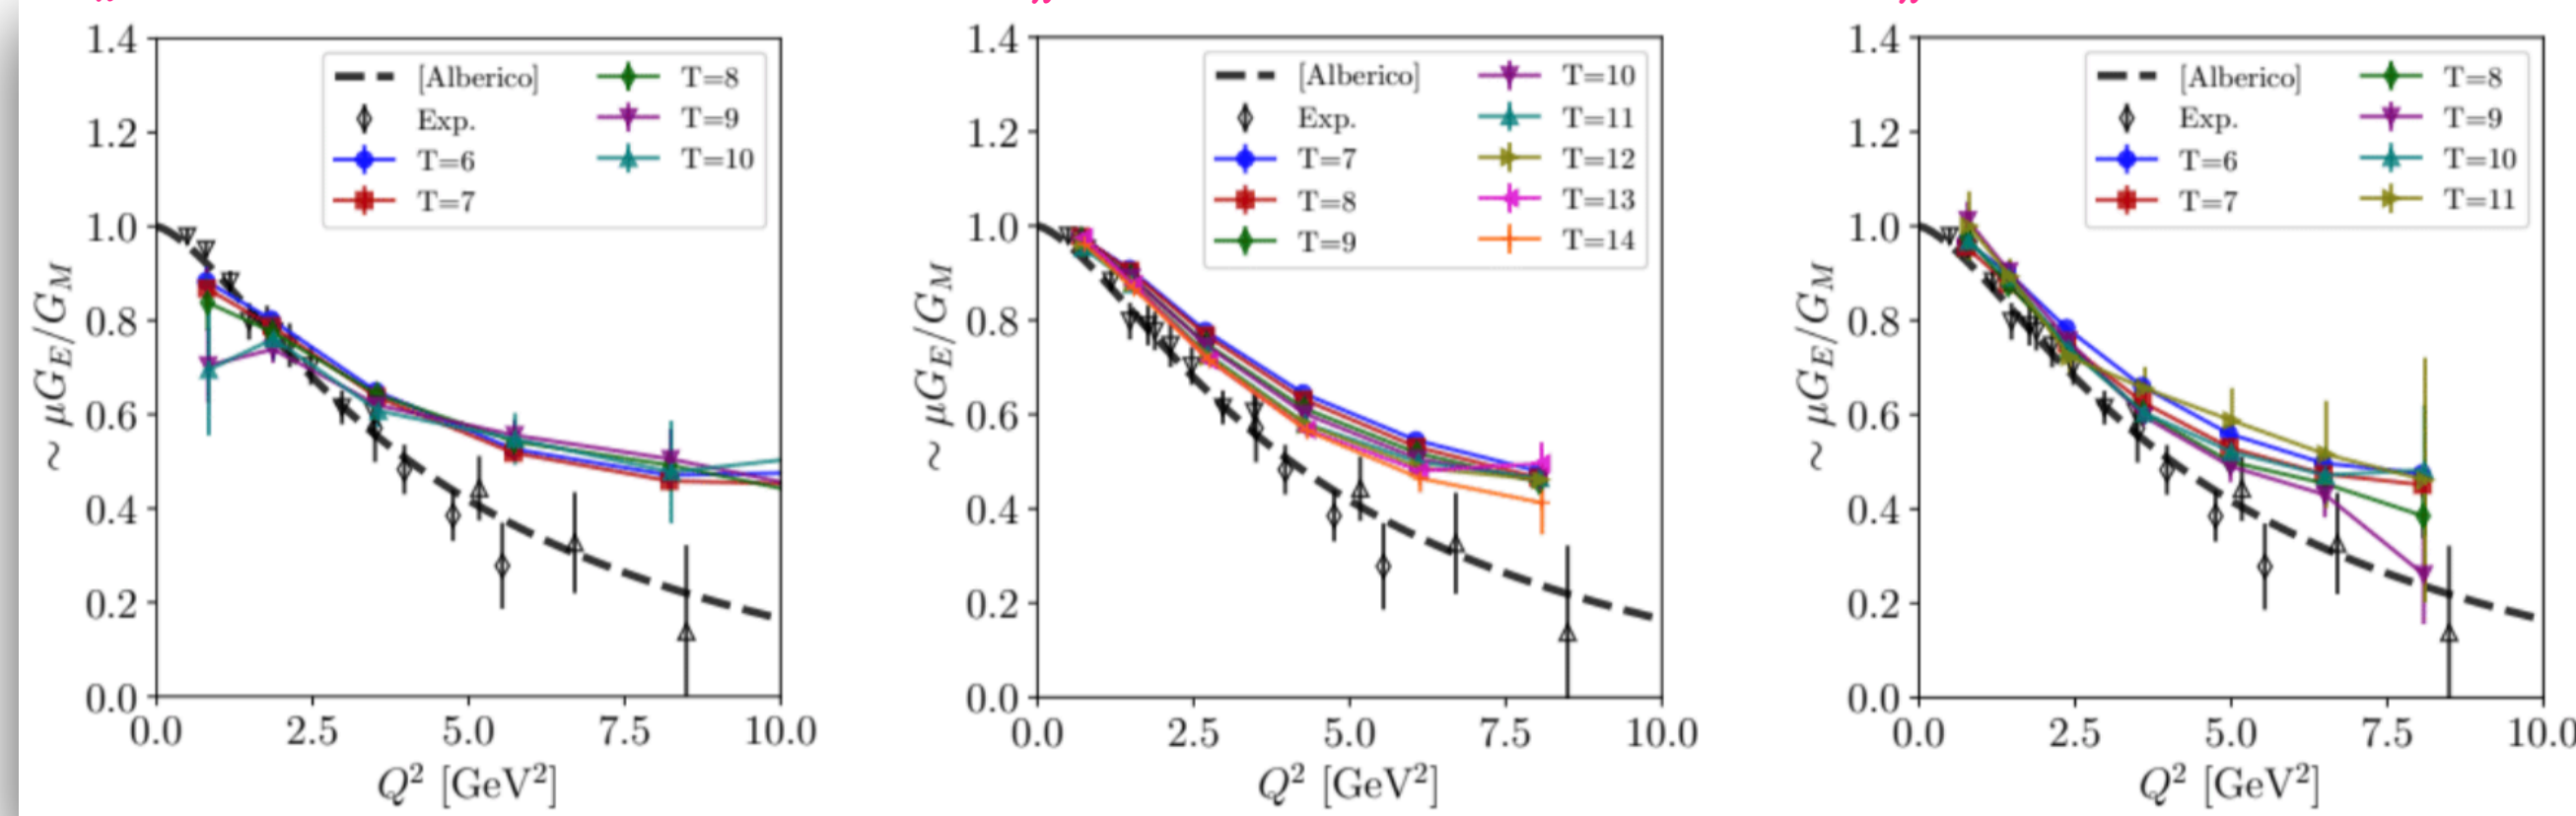 1.4
1.2
1.0
0.8
0.6
0.4
0.2
0.0
~ μG_E/G_M
[Alberico]
Exp.
T=6
T=7
T=8
T=9
T=10
0.0 2.5 5.0 7.5 10.0
Q² [GeV²]
1.4
1.2
1.0
0.8
0.6
0.4
0.2
0.0
~ μG_E/G_M
[Alberico]
Exp.
T=7
T=8
T=9
T=10
T=11
T=12
T=13
T=14
0.0 2.5 5.0 7.5 10.0
Q² [GeV²]
1.4
1.2
1.0
0.8
0.6
0.4
0.2
0.0
~ μG_E/G_M
[Alberico]
Exp.
T=6
T=7
T=8
T=9
T=10
T=11
0.0 2.5 5.0 7.5 10.0
Q² [GeV²]